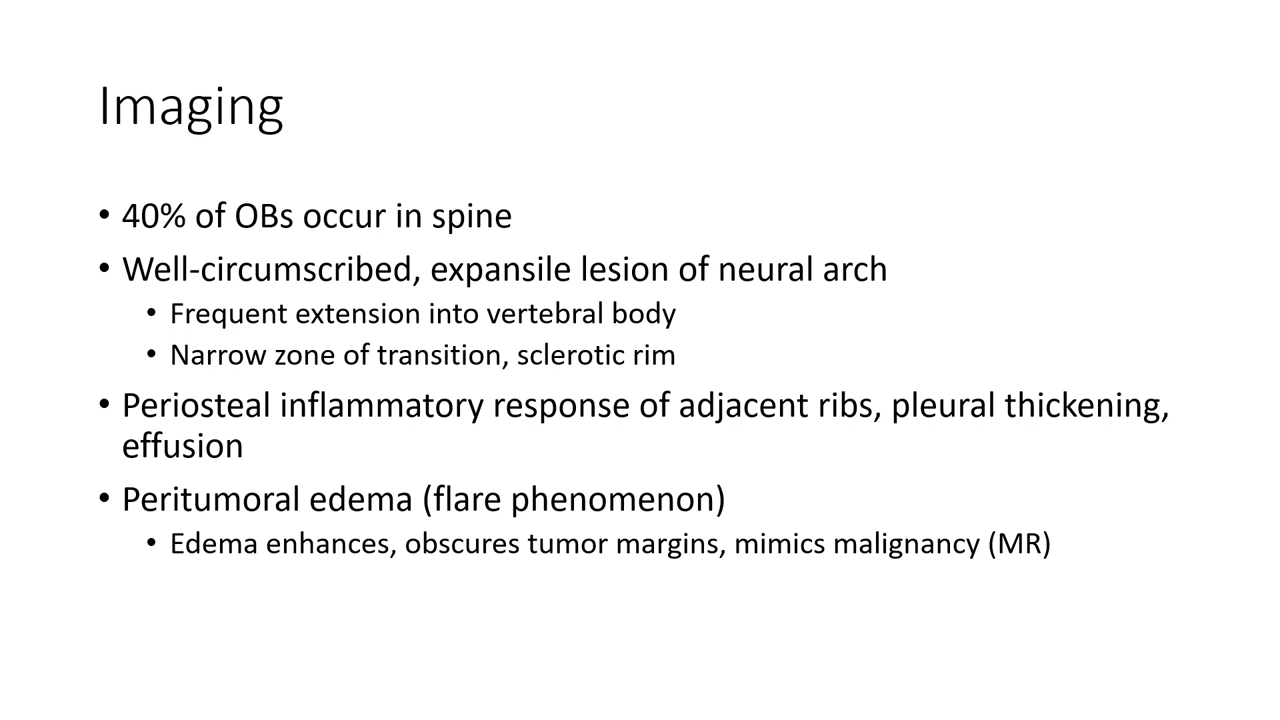 Imaging
• 40% of OBs occur in spine
• Well-circumscribed, expansile lesion of neural arch
• Frequent extension into vertebral body
• Narrow zone of transition, sclerotic rim
• Periosteal inflammatory response of adjacent ribs, pleural thickening,
effusion
• Peritumoral edema (flare phenomenon)
• Edema enhances, obscures tumor margins, mimics malignancy (MR)